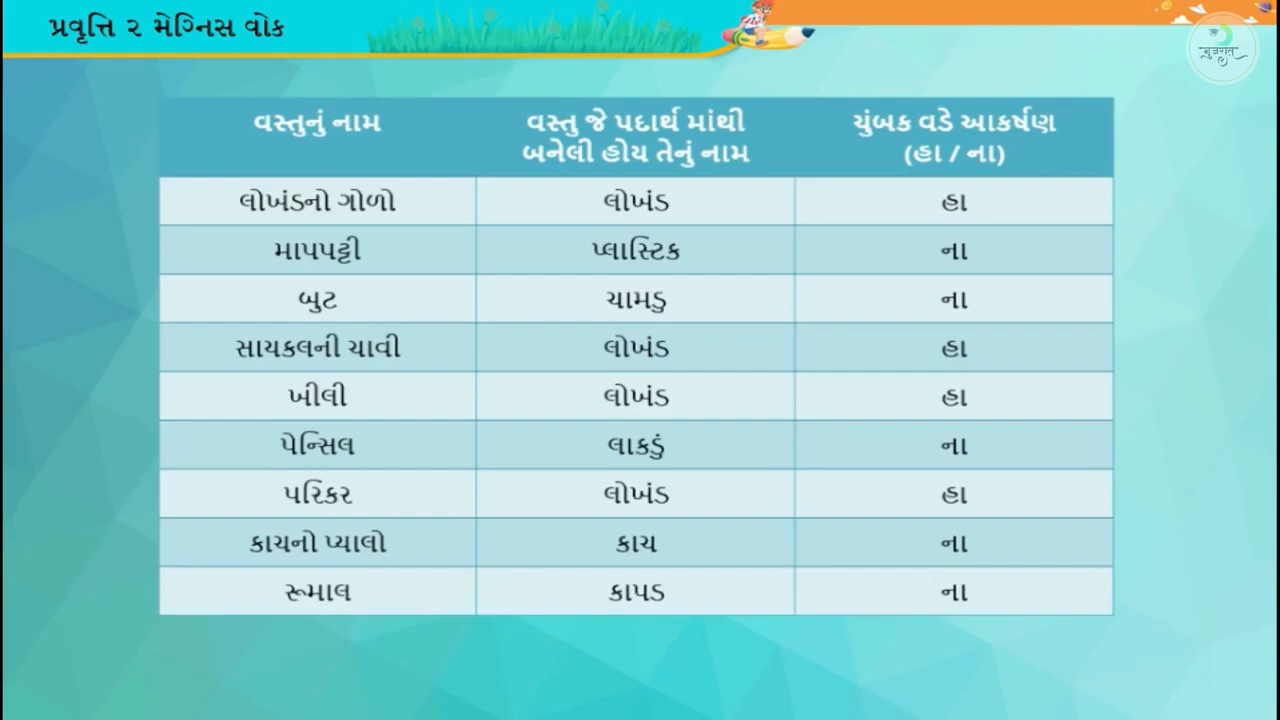 પ્રવૃત્તિ ૨ મેગ્નિસ વોક
ગુજરાત
વસ્તુનું નામ વસ્તુ જે પદાર્થ માંથી બનેલી હોય તેનું નામ ચુંબક વડે આકર્ષણ (હા / ના)
લોખંડનો ગોળો લોખંડ હા
માપપટ્ટી પ્લાસ્ટિક ના
બુટ ચામડુ ના
સાયકલની ચાવી લોખંડ હા
ખીલી લોખંડ હા
પેન્સિલ લાકડું ના
પરિકર લોખંડ હા
કાચનો પ્યાલો કાચ ના
રૂમાલ કાપડ ના